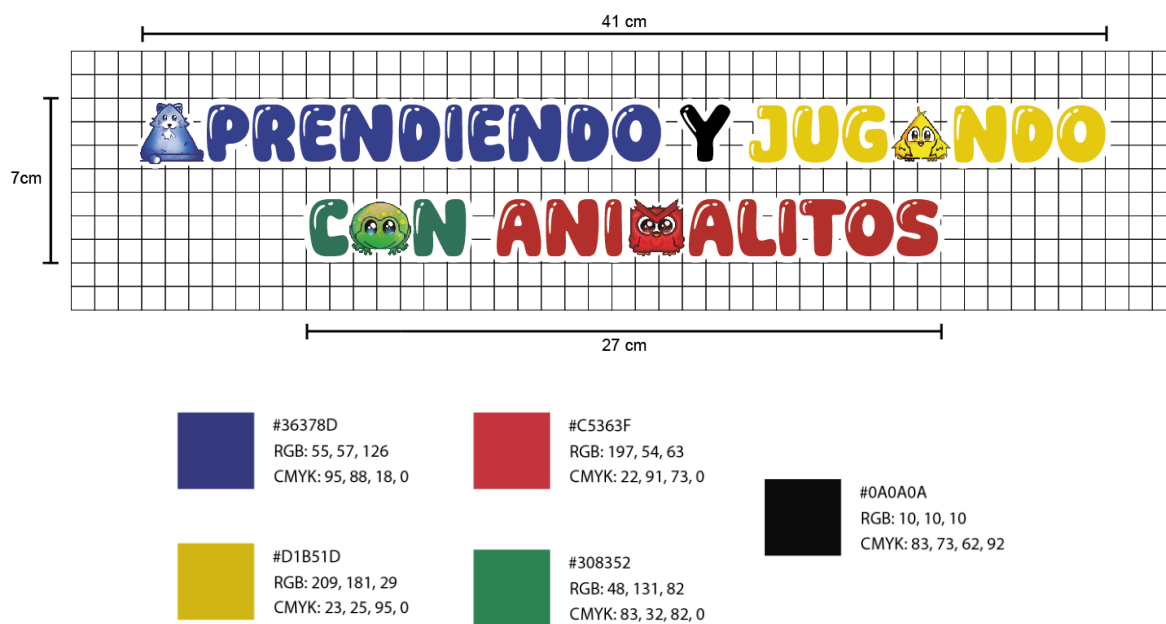 41 cm
APRENDIENDO Y JUGANDO
7cm
CON ANIMALITOS
27 cm
#36378D
RGB: 55, 57, 126
CMYK: 95, 88, 18, 0
#C5363F
RGB: 197, 54, 63
CMYK: 22, 91, 73, 0
#0A0A0A
RGB: 10, 10, 10
CMYK: 83, 73, 62, 92
#D1B51D
RGB: 209, 181, 29
CMYK: 23, 25, 95, 0
#308352
RGB: 48, 131, 82
CMYK: 83, 32, 82, 0